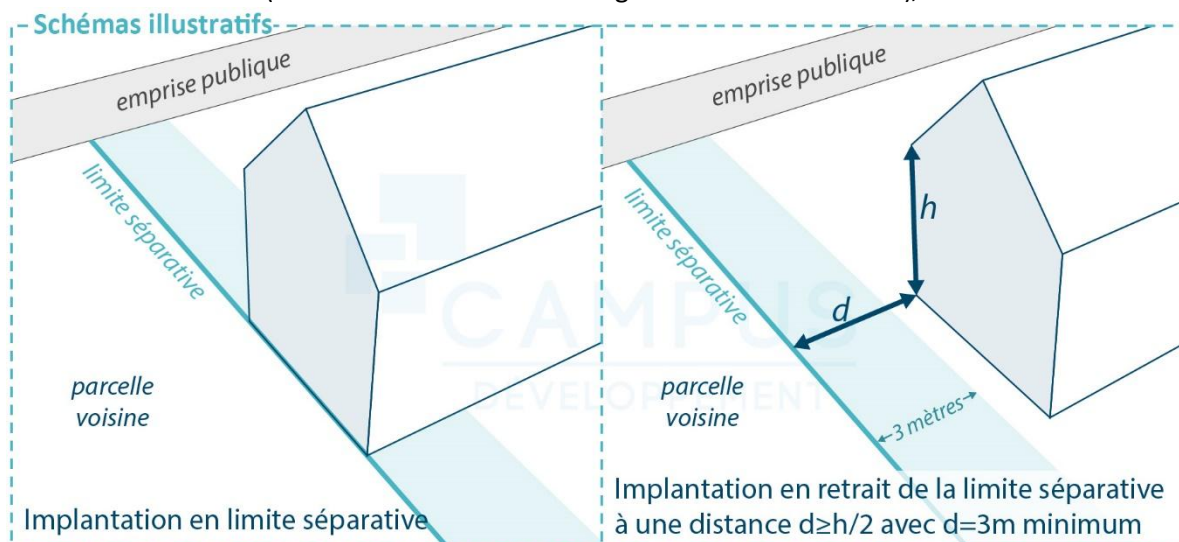 Schémas illustratifs
emprise publique
limite séparative
parcelle
voisine
Implantation en limite séparative
emprise publique
limite séparative
h
d
parcelle
voisine
3 mètres
Implantation en retrait de la limite séparative
à une distance d≥h/2 avec d=3m minimum
CAMPUS
DEVELOPPEMENT